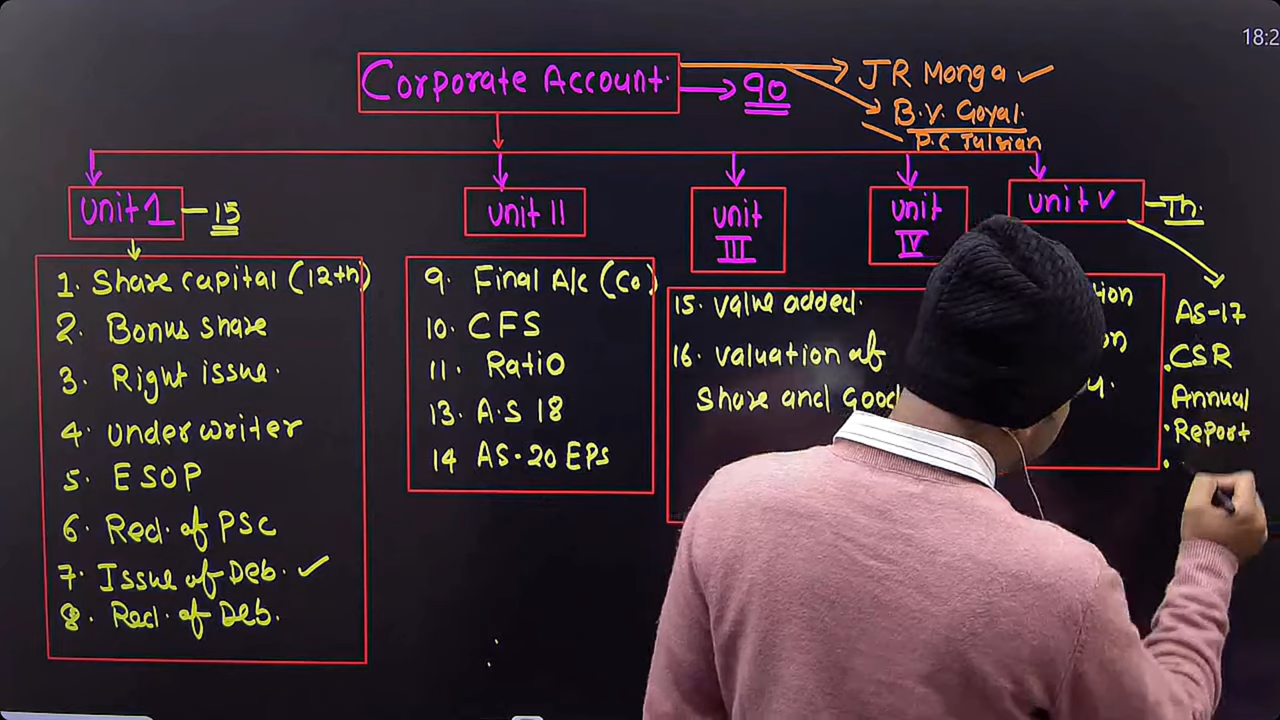 18:2
Corporate Account
90
JR Monga
B.V. Goyal
P.C Tulsian
Unit 1
15
Unit II
Unit III
Unit IV
Unit V
Th.
1. Share capital (12th)
2. Bonus share
3. Right issue.
4. underwriter
5. ESOP
6. Red. of PSC
7. Issue of Deb.
8. Red. of Deb.
9. Final A/c (Co)
10. CFS
11. Ratio
13. A.S 18
14 AS-20 EPS
15. Value added.
16. Valuation of
Share and
AS-17
CSR
Annual
Report